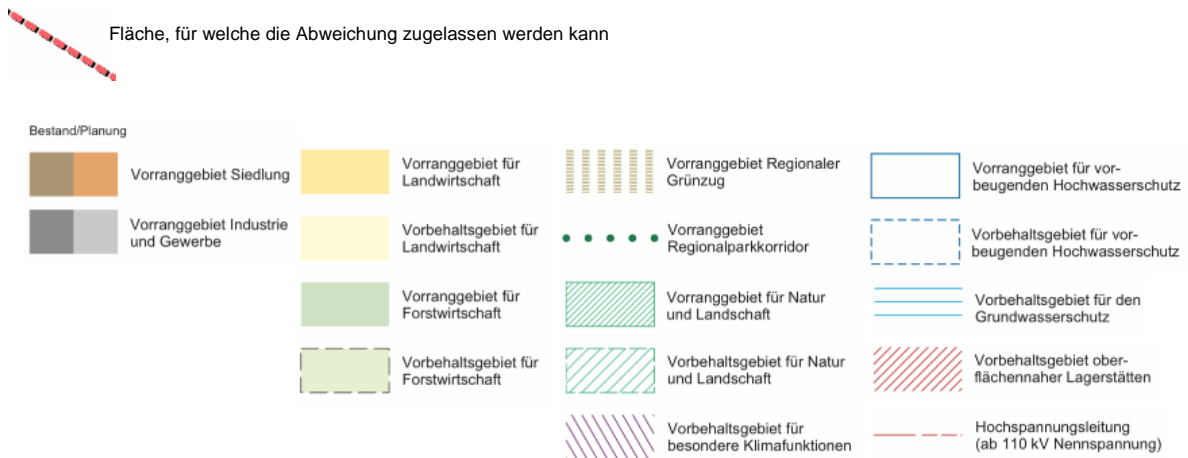 Fläche, für welche die Abweichung zugelassen werden kann
Bestand/Planung
Vorranggebiet Siedlung
Vorranggebiet Industrie
und Gewerbe
Vorranggebiet für
Landwirtschaft
Vorbehaltsgebiet für
Landwirtschaft
Vorranggebiet für
Forstwirtschaft
Vorbehaltsgebiet für
Forstwirtschaft
Vorranggebiet Regionaler
Grünzug
Vorranggebiet
Regionalparkkorridor
Vorranggebiet für Natur
und Landschaft
Vorbehaltsgebiet für Natur
und Landschaft
Vorbehaltsgebiet für
besondere Klimafunktionen
Vorranggebiet für vor-
beugenden Hochwasserschutz
Vorbehaltsgebiet für vor-
beugenden Hochwasserschutz
Vorbehaltsgebiet für den
Grundwasserschutz
Vorbehaltsgebiet ober-
flächennaher Lagerstätten
Hochspannungsleitung
(ab 110 kV Nennspannung)